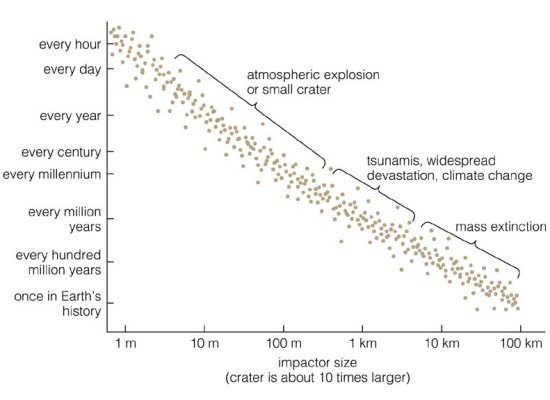 every hour
every day
every year
every century
every millennium
every million
years
every hundred
million years
once in Earth's
history
atmospheric explosion
or small crater
tsunamis, widespread
devastation, climate change
mass extinction
1 m
10 m
100 m
1 km
10 km
100 km
impactor size
(crater is about 10 times larger)